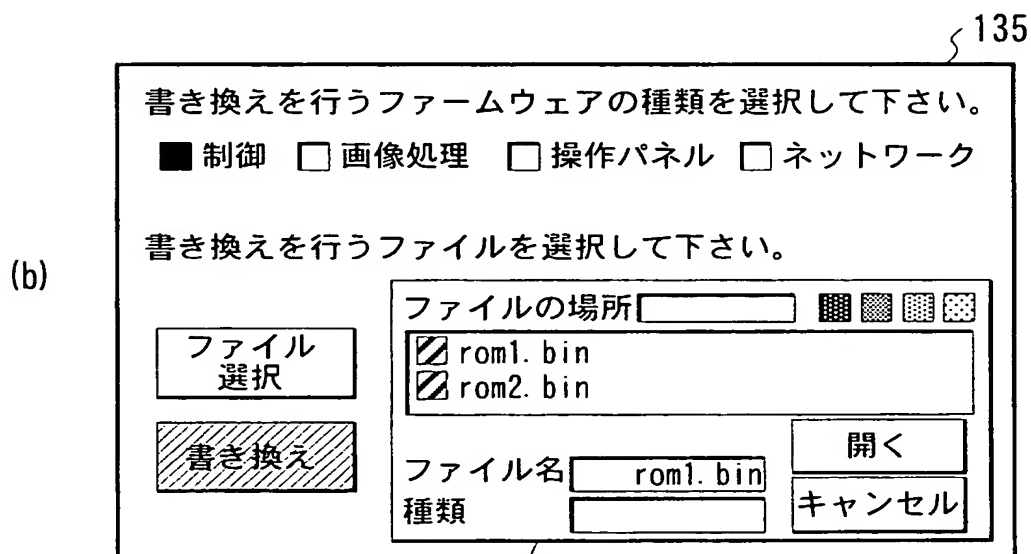 135
書き換えを行うファームウェアの種類を選択して下さい。
制御 画像処理 操作パネル ネットワーク
書き換えを行うファイルを選択して下さい。
(b)
ファイル
選択
書き換え
ファイルの場所
rom1.bin
rom2.bin
開く
ファイル名 rom1.bin
種類
キャンセル